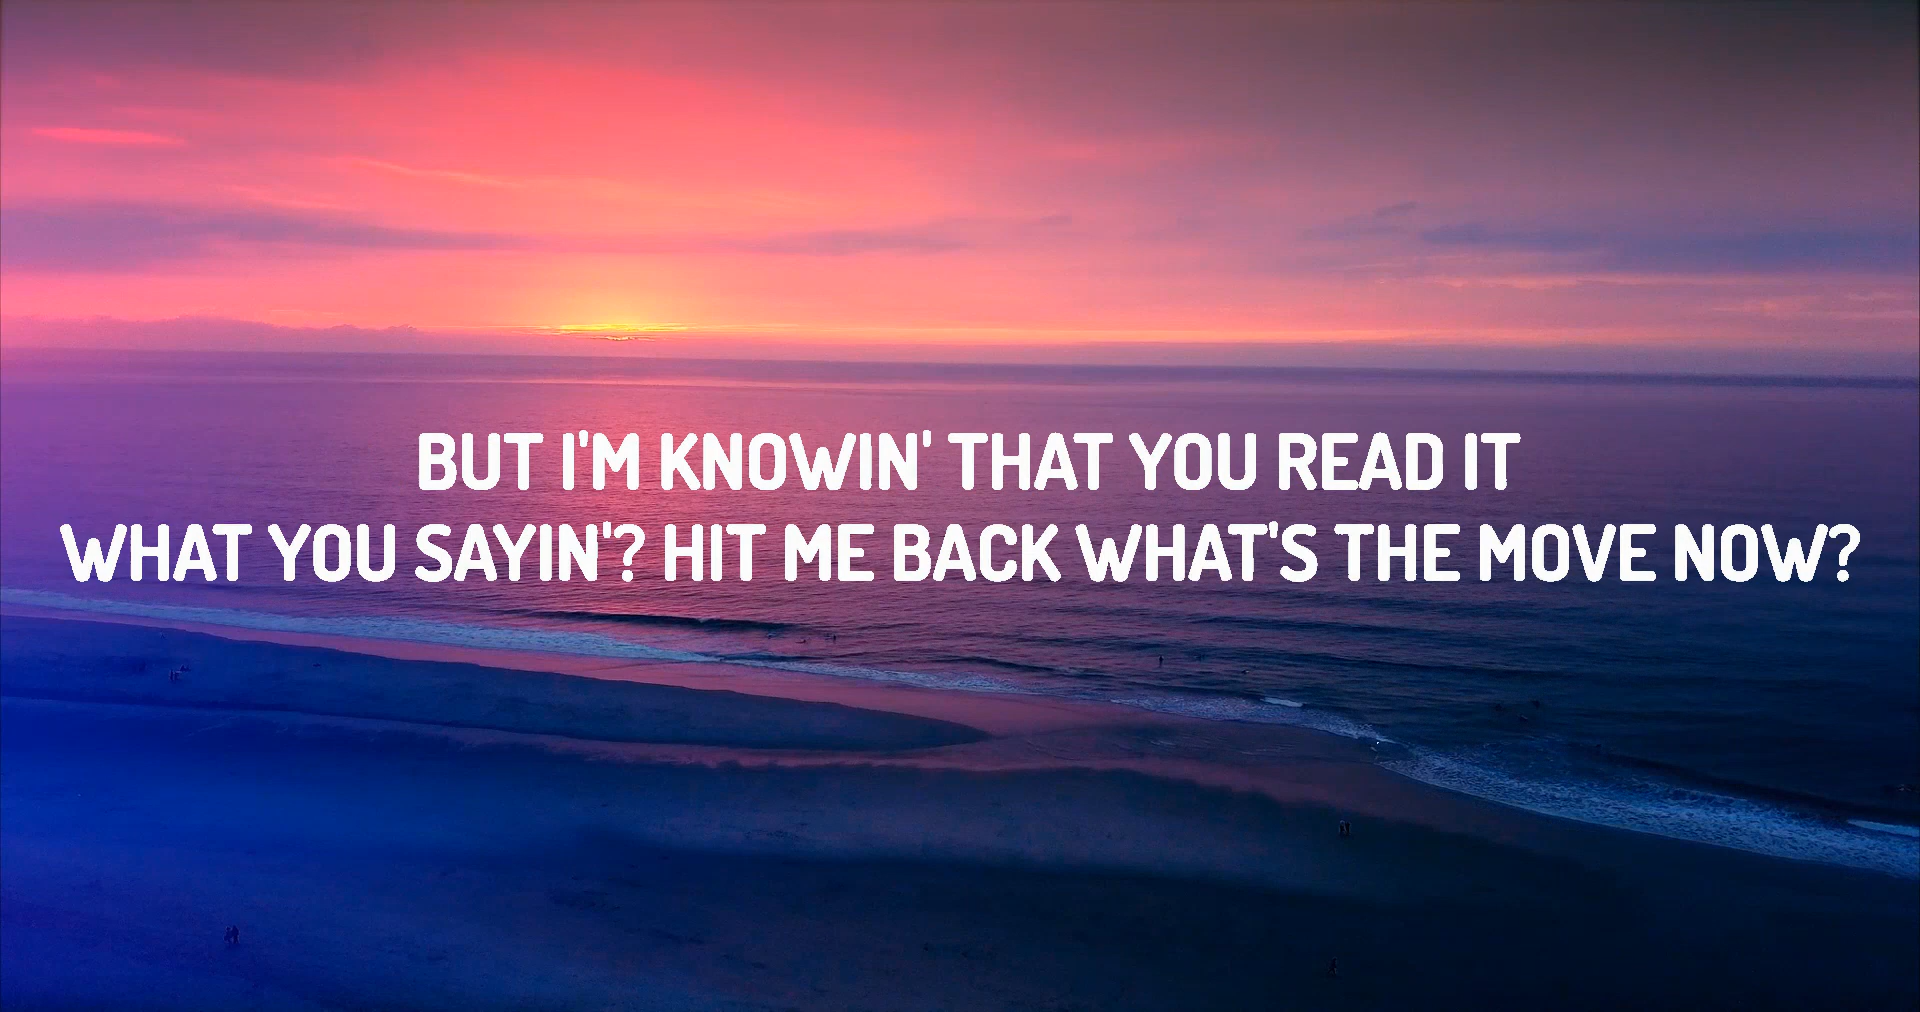 BUT I'M KNOWIN' THAT YOU READ IT
WHAT YOU SAYIN'? HIT ME BACK WHAT'S THE MOVE NOW?